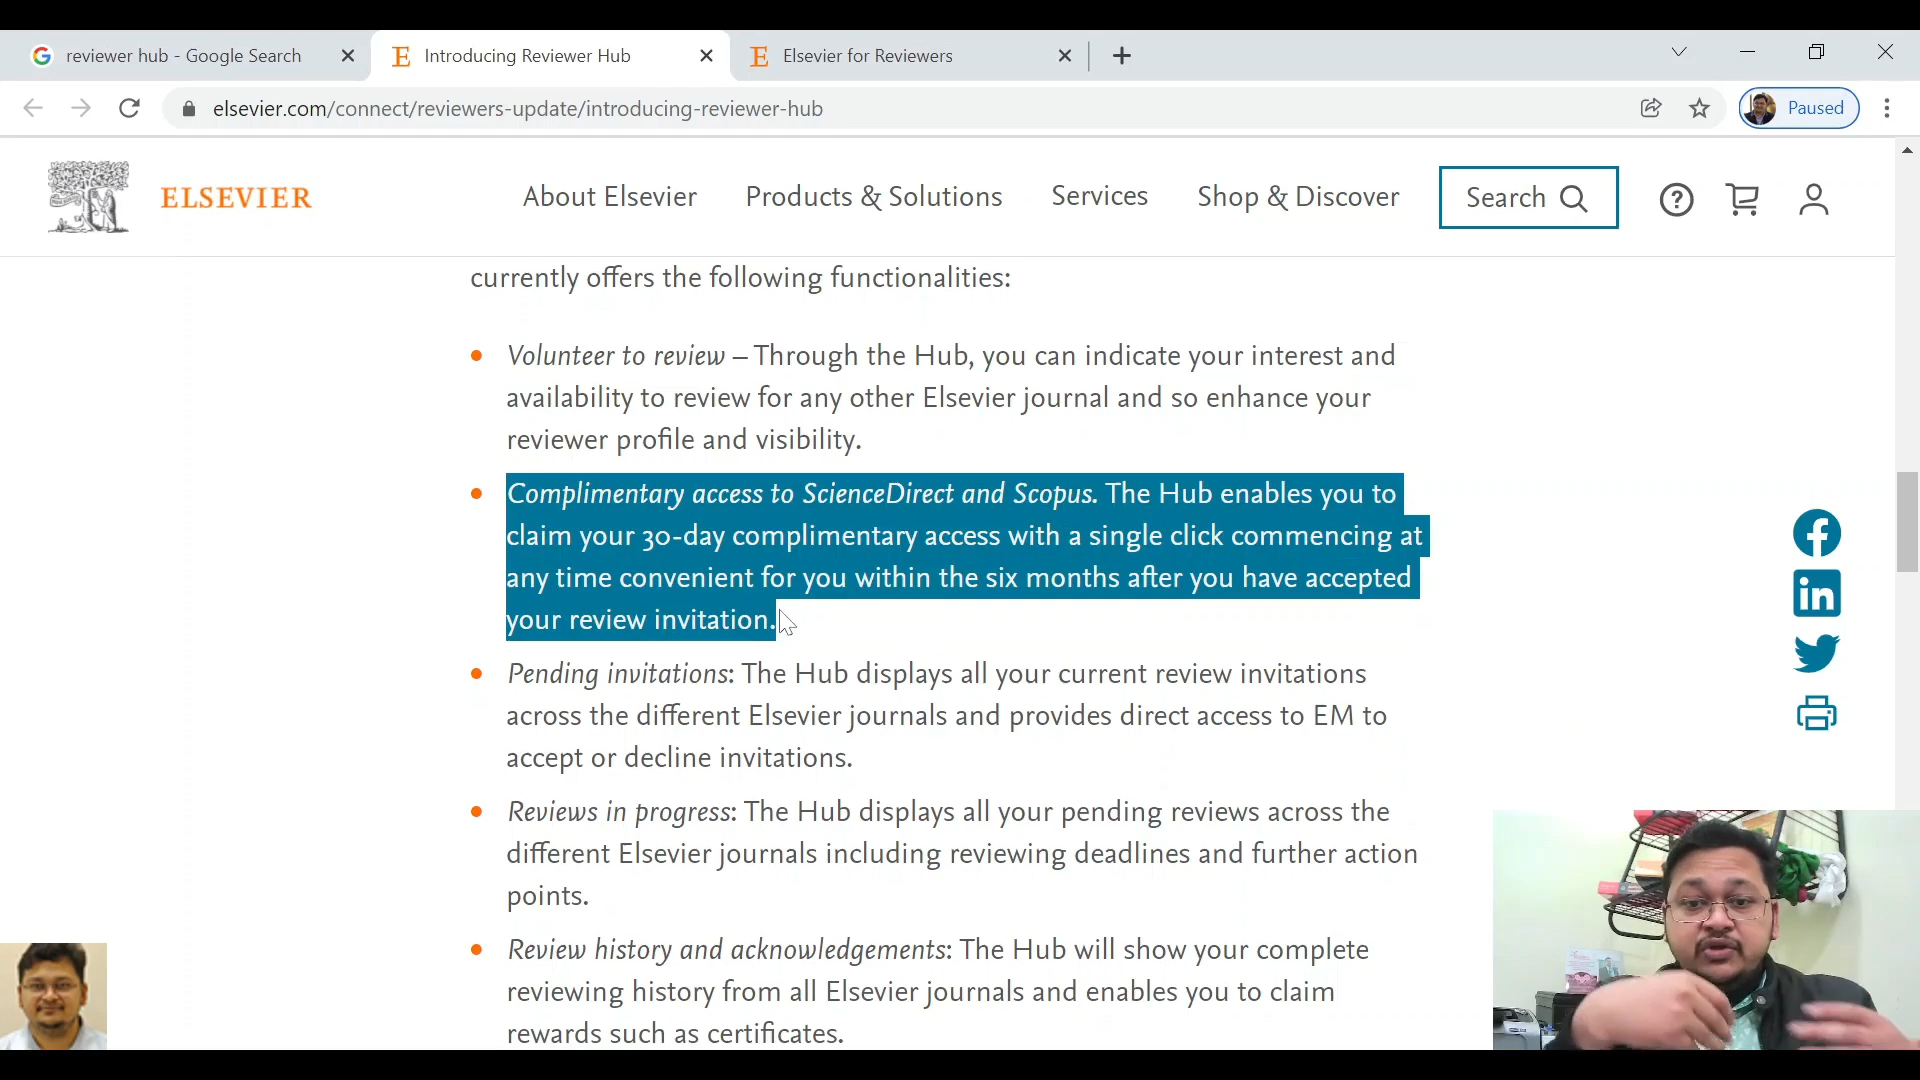 reviewer hub - Google Search
Introducing Reviewer Hub
Elsevier for Reviewers
elsevier.com/connect/reviewers-update/introducing-reviewer-hub
Paused
ELSEVIER
About Elsevier
Products & Solutions
Services
Shop & Discover
Search
currently offers the following functionalities:
Volunteer to review – Through the Hub, you can indicate your interest and
availability to review for any other Elsevier journal and so enhance your
reviewer profile and visibility.
Complimentary access to ScienceDirect and Scopus. The Hub enables you to
claim your 30-day complimentary access with a single click commencing at
any time convenient for you within the six months after you have accepted
your review invitation.
Pending invitations: The Hub displays all your current review invitations
across the different Elsevier journals and provides direct access to EM to
accept or decline invitations.
Reviews in progress: The Hub displays all your pending reviews across the
different Elsevier journals including reviewing deadlines and further action
points.
Review history and acknowledgements: The Hub will show your complete
reviewing history from all Elsevier journals and enables you to claim
rewards such as certificates.